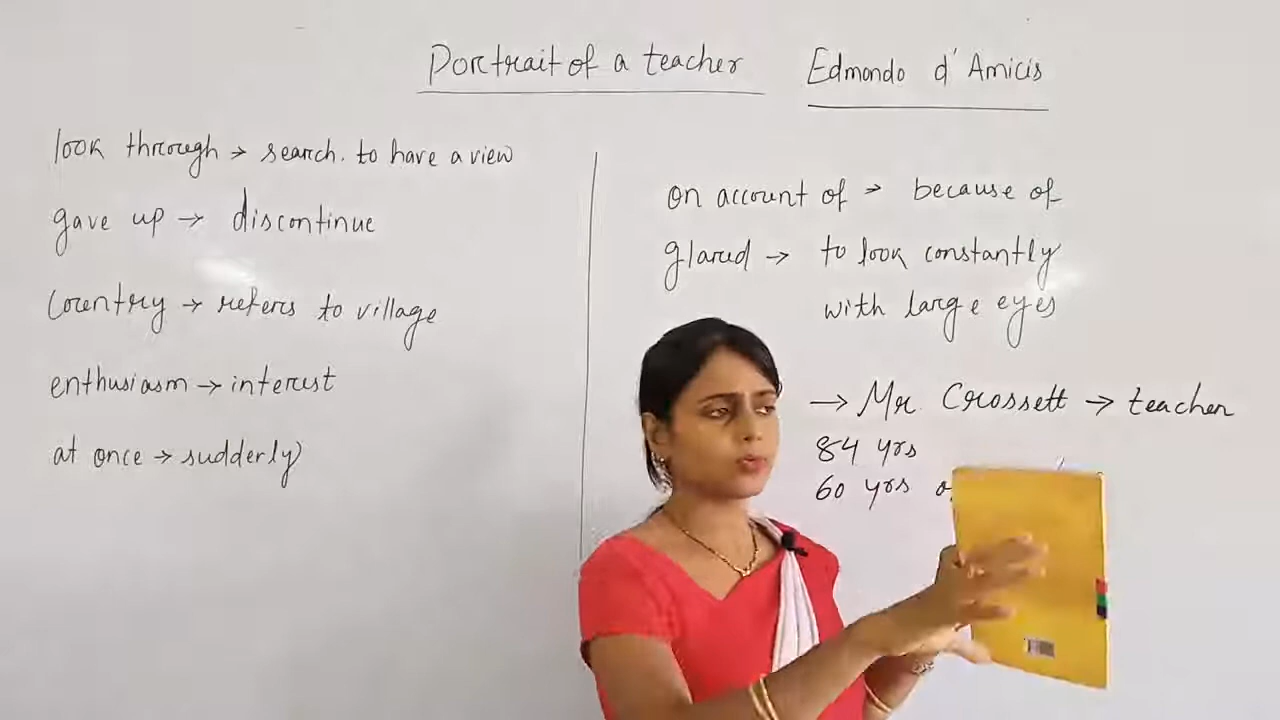 Portrait of a teacher Edmondo d'Amicis
look through → search. to have a view
gave up → discontinue
Country → refers to village
enthusiasm → interest
at once → sudderly
on account of → because of
glared → to look constantly
with large eyes
→ Mr. Crossett → teacher
84 yrs
60 yrs